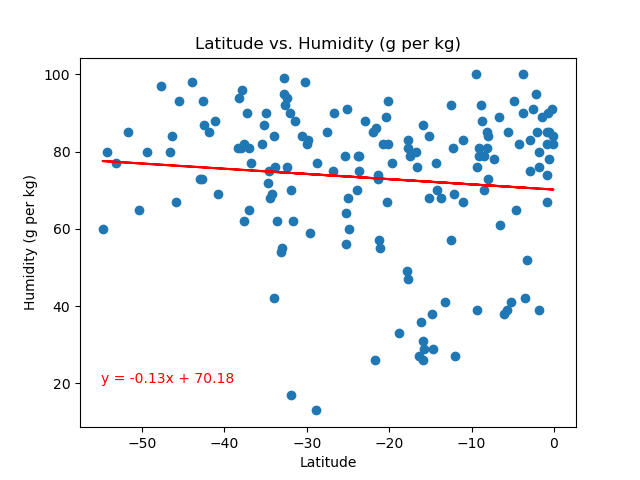 Latitude vs. Humidity (g per kg)
100
80
60
40
20
Humidity (g per kg)
y = -0.13x + 70.18
−50
−40
−30
−20
−10
0
Latitude